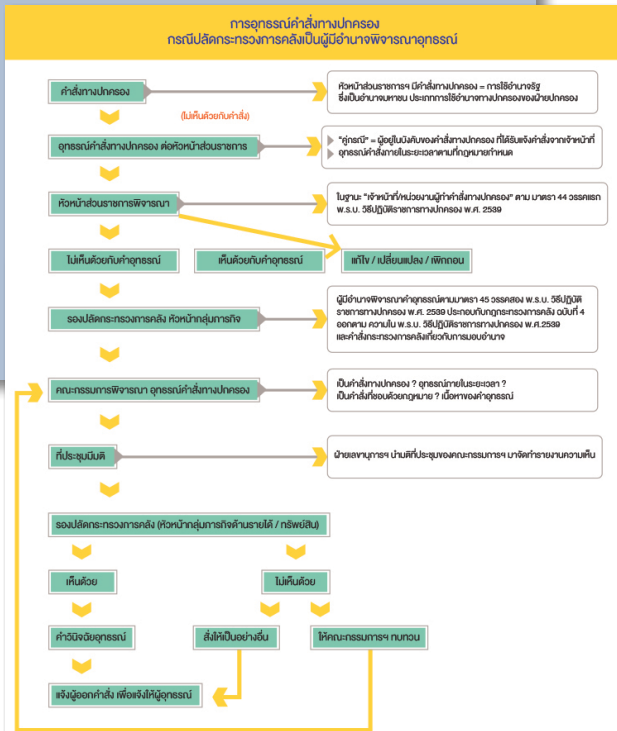 การอุทธรณ์คำสั่งทางปกครอง
กรณีปลัดกระทรวงการคลังเป็นผู้มีอำนาจพิจารณาอุทธรณ์
คำสั่งทางปกครอง
หัวหน้าส่วนราชการฯ มีคำสั่งทางปกครอง = การใช้อำนาจรัฐ
ซึ่งเป็นอำนาจมหาชน ประเภทการใช้อำนาจทางปกครองของฝ่ายปกครอง
(ไม่เห็นด้วยกับคำสั่ง)
อุทธรณ์คำสั่งทางปกครอง ต่อหัวหน้าส่วนราชการ
"คู่กรณี" = ผู้อยู่ในบังคับของคำสั่งทางปกครอง ที่ได้รับแจ้งคำสั่งจากเจ้าหน้าที่
อุทธรณ์คำสั่งภายในระยะเวลาตามที่กฎหมายกำหนด
หัวหน้าส่วนราชการพิจารณา
ในฐานะ "เจ้าหน้าที่/หน่วยงานผู้ทำคำสั่งทางปกครอง" ตาม มาตรา 44 วรรคแรก
พ.ร.บ. วิธีปฏิบัติราชการทางปกครอง พ.ศ. 2539
ไม่เห็นด้วยกับคำอุทธรณ์
เห็นด้วยกับคำอุทธรณ์
แก้ไข / เปลี่ยนแปลง / เพิกถอน
รองปลัดกระทรวงการคลัง หัวหน้ากลุ่มภารกิจ
ผู้มีอำนาจพิจารณาคำอุทธรณ์ตามมาตรา 45 วรรคสอง พ.ร.บ. วิธีปฏิบัติ
ราชการทางปกครอง พ.ศ. 2539 ประกอบกับกฎกระทรวงการคลัง ฉบับที่ 4
ออกตาม ความใน พ.ร.บ. วิธีปฏิบัติราชการทางปกครอง พ.ศ.2539
และคำสั่งกระทรวงการคลังเกี่ยวกับการมอบอำนาจ
คณะกรรมการพิจารณา อุทธรณ์คำสั่งทางปกครอง
เป็นคำสั่งทางปกครอง ? อุทธรณ์ภายในระยะเวลา ?
เป็นคำสั่งที่ชอบด้วยกฎหมาย ? เนื้อหาของคำอุทธรณ์
ที่ประชุมมีมติ
ฝ่ายเลขานุการฯ นำมติที่ประชุมของคณะกรรมการฯ มาจัดทำรายงานความเห็น
รองปลัดกระทรวงการคลัง (หัวหน้ากลุ่มภารกิจด้านรายได้ / ทรัพย์สิน)
เห็นด้วย
ไม่เห็นด้วย
คำวินิจฉัยอุทธรณ์
สั่งให้เป็นอย่างอื่น
ให้คณะกรรมการฯ ทบทวน
แจ้งผู้ออกคำสั่ง เพื่อแจ้งให้ผู้อุทธรณ์